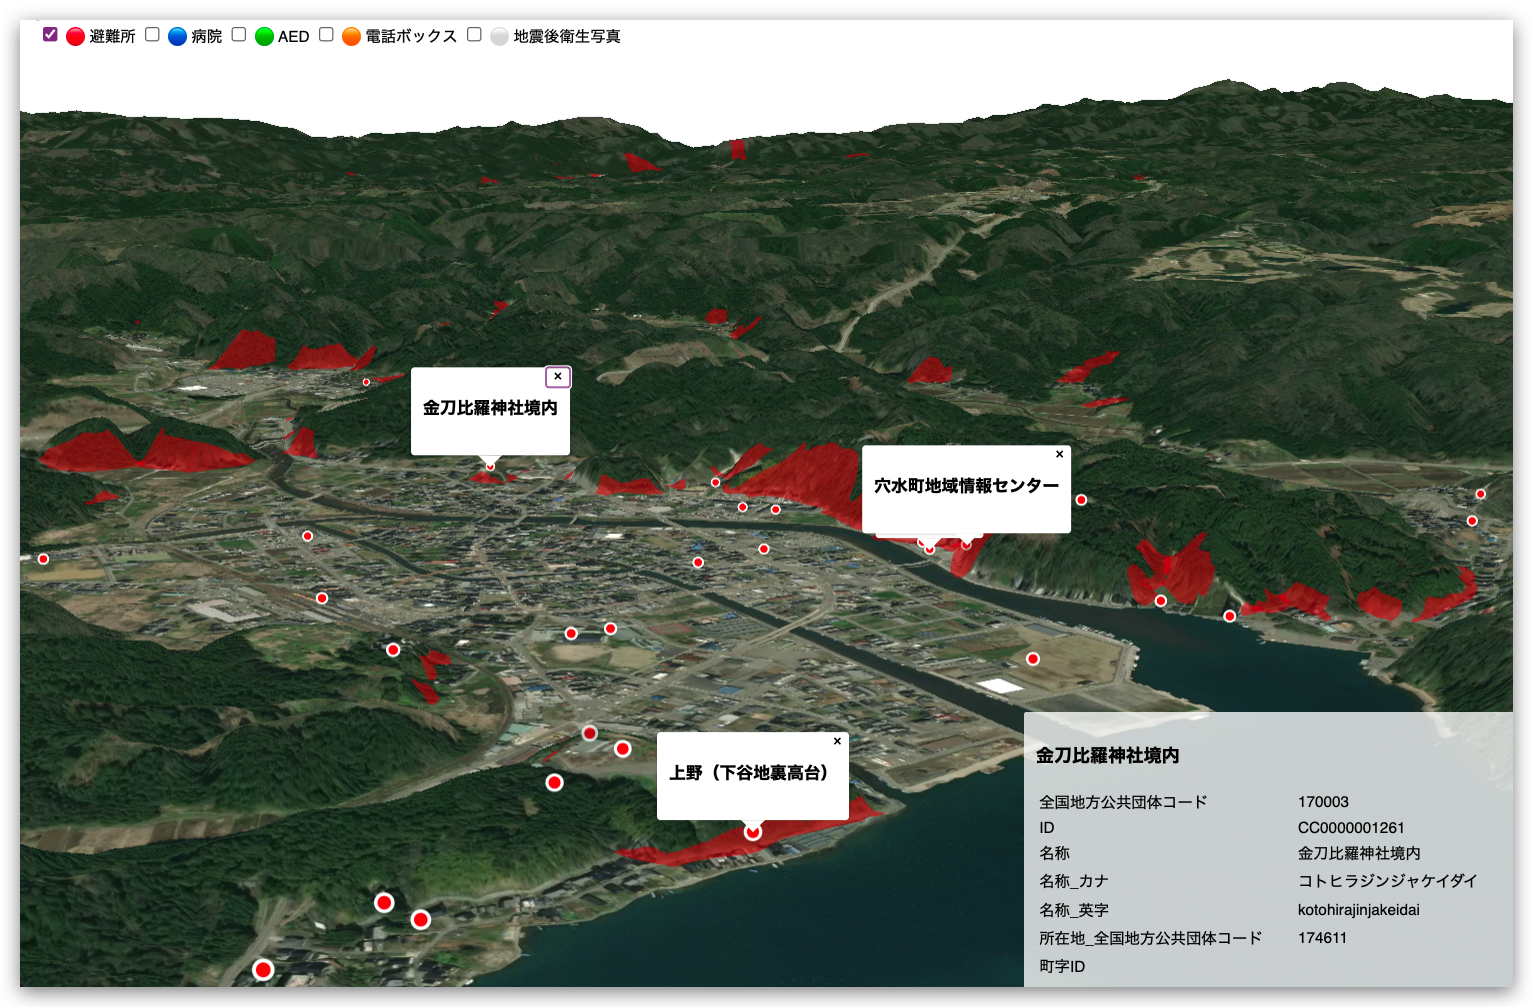 避難所 病院 AED 電話ボックス 地震後衛生写真
×
金刀比羅神社境内
×
穴水町地域情報センター
×
上野（下谷地裏高台）
金刀比羅神社境内
全国地方公共団体コード 170003
ID CC0000001261
名称 金刀比羅神社境内
名称_カナ コトヒラジンジャケイダイ
名称_英字 kotohirajinjakeidai
所在地_全国地方公共団体コード 174611
町字ID